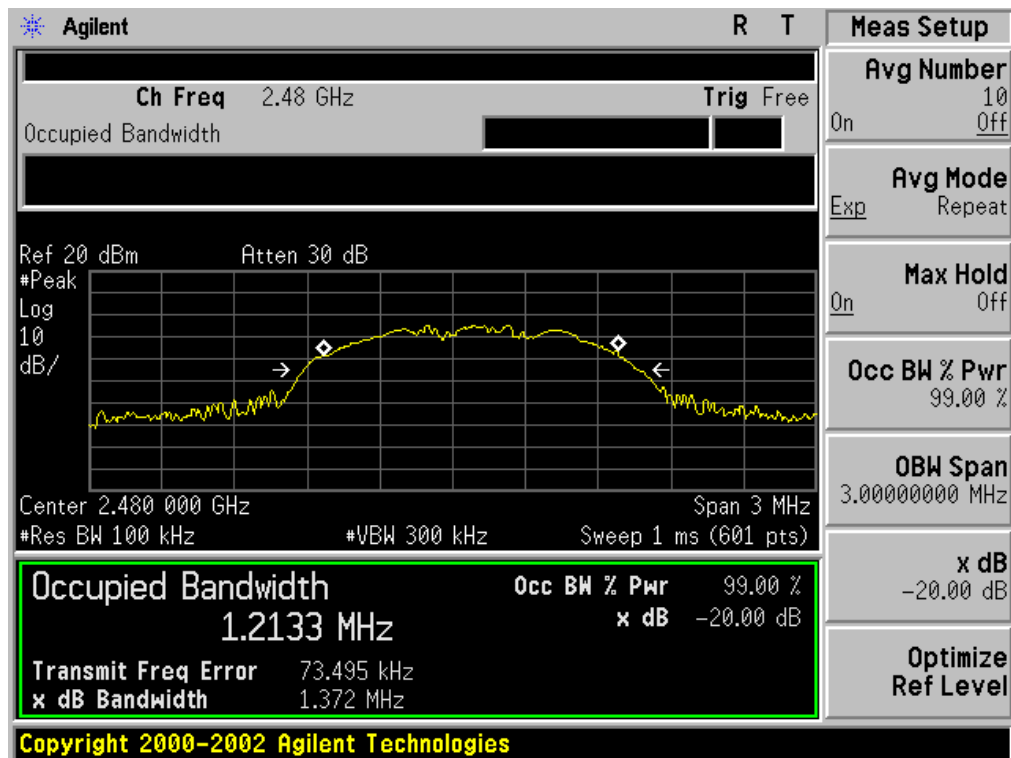 Agilent R T
Ch Freq 2.48 GHz Trig Free
Occupied Bandwidth
Ref 20 dBm Atten 30 dB
#Peak
Log
10
dB/
Center 2.480 000 GHz Span 3 MHz
#Res BW 100 kHz #VBW 300 kHz Sweep 1 ms (601 pts)
Occupied Bandwidth Occ BW % Pwr 99.00 %
1.2133 MHz x dB -20.00 dB
Transmit Freq Error 73.495 kHz
x dB Bandwidth 1.372 MHz
Copyright 2000-2002 Agilent Technologies
Meas Setup
Avg Number
10
On Off
Avg Mode
Exp Repeat
Max Hold
On Off
Occ BW % Pwr
99.00 %
OBW Span
3.00000000 MHz
x dB
-20.00 dB
Optimize
Ref Level